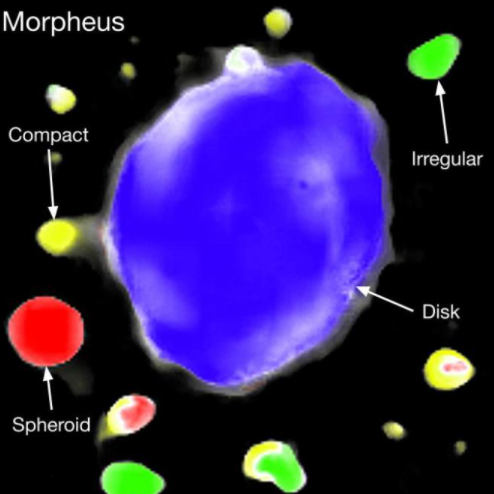 Morpheus
Compact
Irregular
Disk
Spheroid